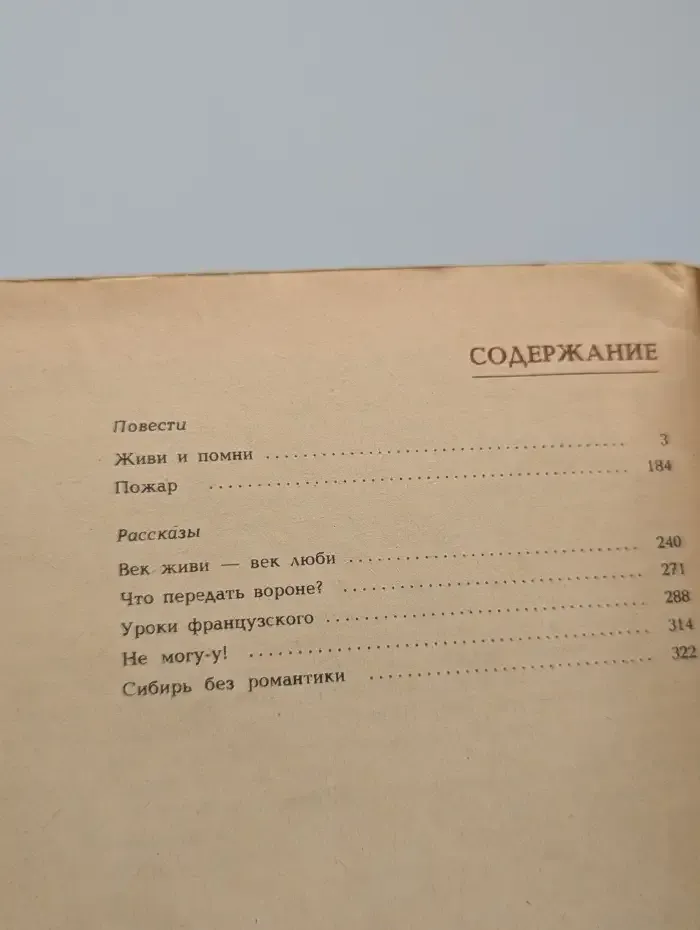 СОДЕРЖАНИЕ
Повести
Живи и помни 3
Пожар 184
Рассказы
Век живи — век люби 240
Что передать вороне? 271
Уроки французского 288
Не могу-у! 314
Сибирь без романтики 322